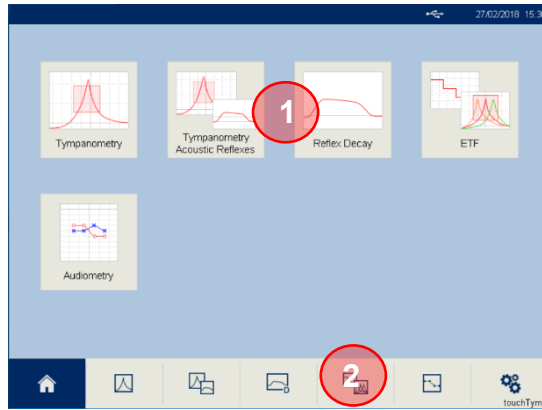 27/02/2018 15:3
1
Tympanometry
Tympanometry
Acoustic Reflexes
Reflex Decay
ETF
Audiometry
2
touchTym